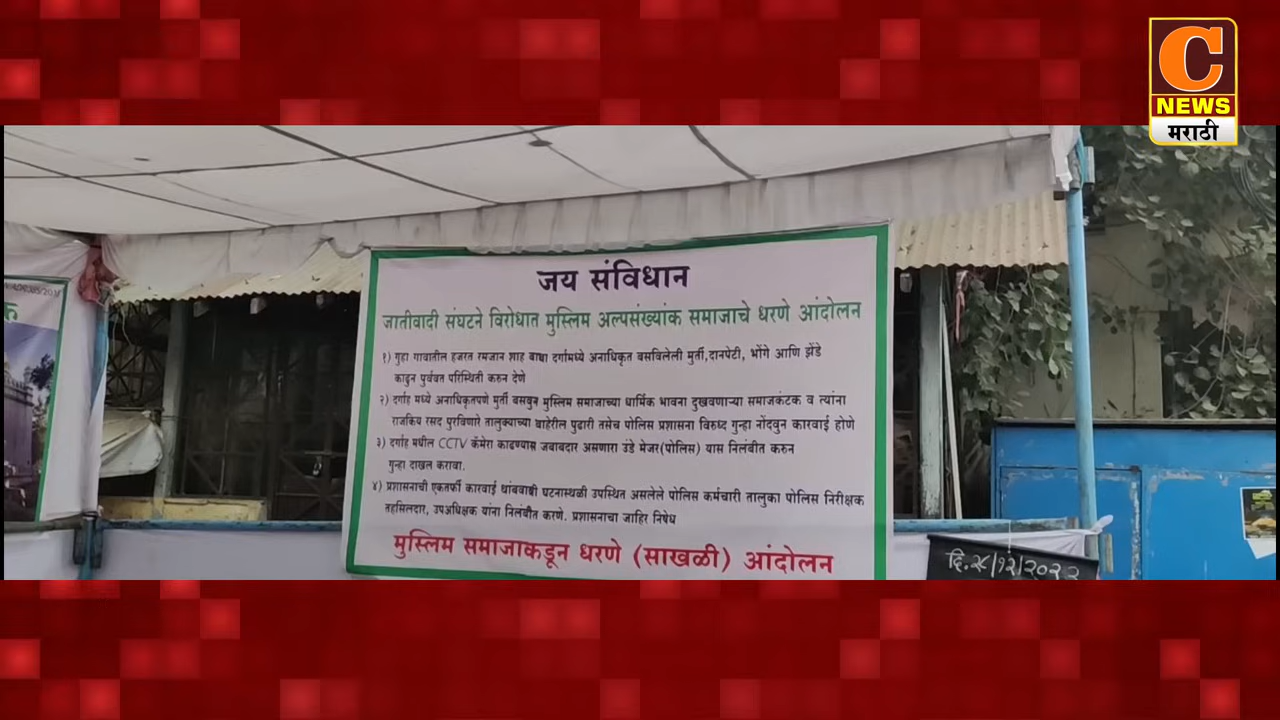 C
NEWS
मराठी
जय संविधान
जातीवादी संघटने विरोधात मुस्लिम अल्पसंख्यांक समाजाचे धरणे आंदोलन
१) गुहा गावातील हजरत रमजान शाह बाबा दर्गामध्ये अनाधिकृत बसविलेली मुर्ती,दानपेटी, भोंगे आणि झेंडे
काढुन पुर्ववत परिस्थिती करुन देणे
२) दर्गाह मध्ये अनाधिकृतपणे मुर्ती बसवुन मुस्लिम समाजाच्या धार्मिक भावना दुखवणाऱ्या समाजकंटक व त्यांना
राजकिय रसद पुरविणारे तालुक्याच्या बाहेरील पुढारी तसेच पोलिस प्रशासना विरुध्द गुन्हा नोंदवुन कारवाई होणे
३) दर्गाह मधील CCTV कॅमेरा काढण्यास जबाबदार असणारा उंडे मेजर(पोलिस) यास निलंबीत करुन
गुन्हा दाखल करावा.
४) प्रशासनाची एकतर्फी कारवाई थांबवावी घटनास्थळी उपस्थित असलेले पोलिस कर्मचारी तालुका पोलिस निरीक्षक
तहसिलदार, उपअधिक्षक यांना निलंबीत करणे. प्रशासनाचा जाहिर निषेध
मुस्लिम समाजाकडून धरणे (साखळी) आंदोलन